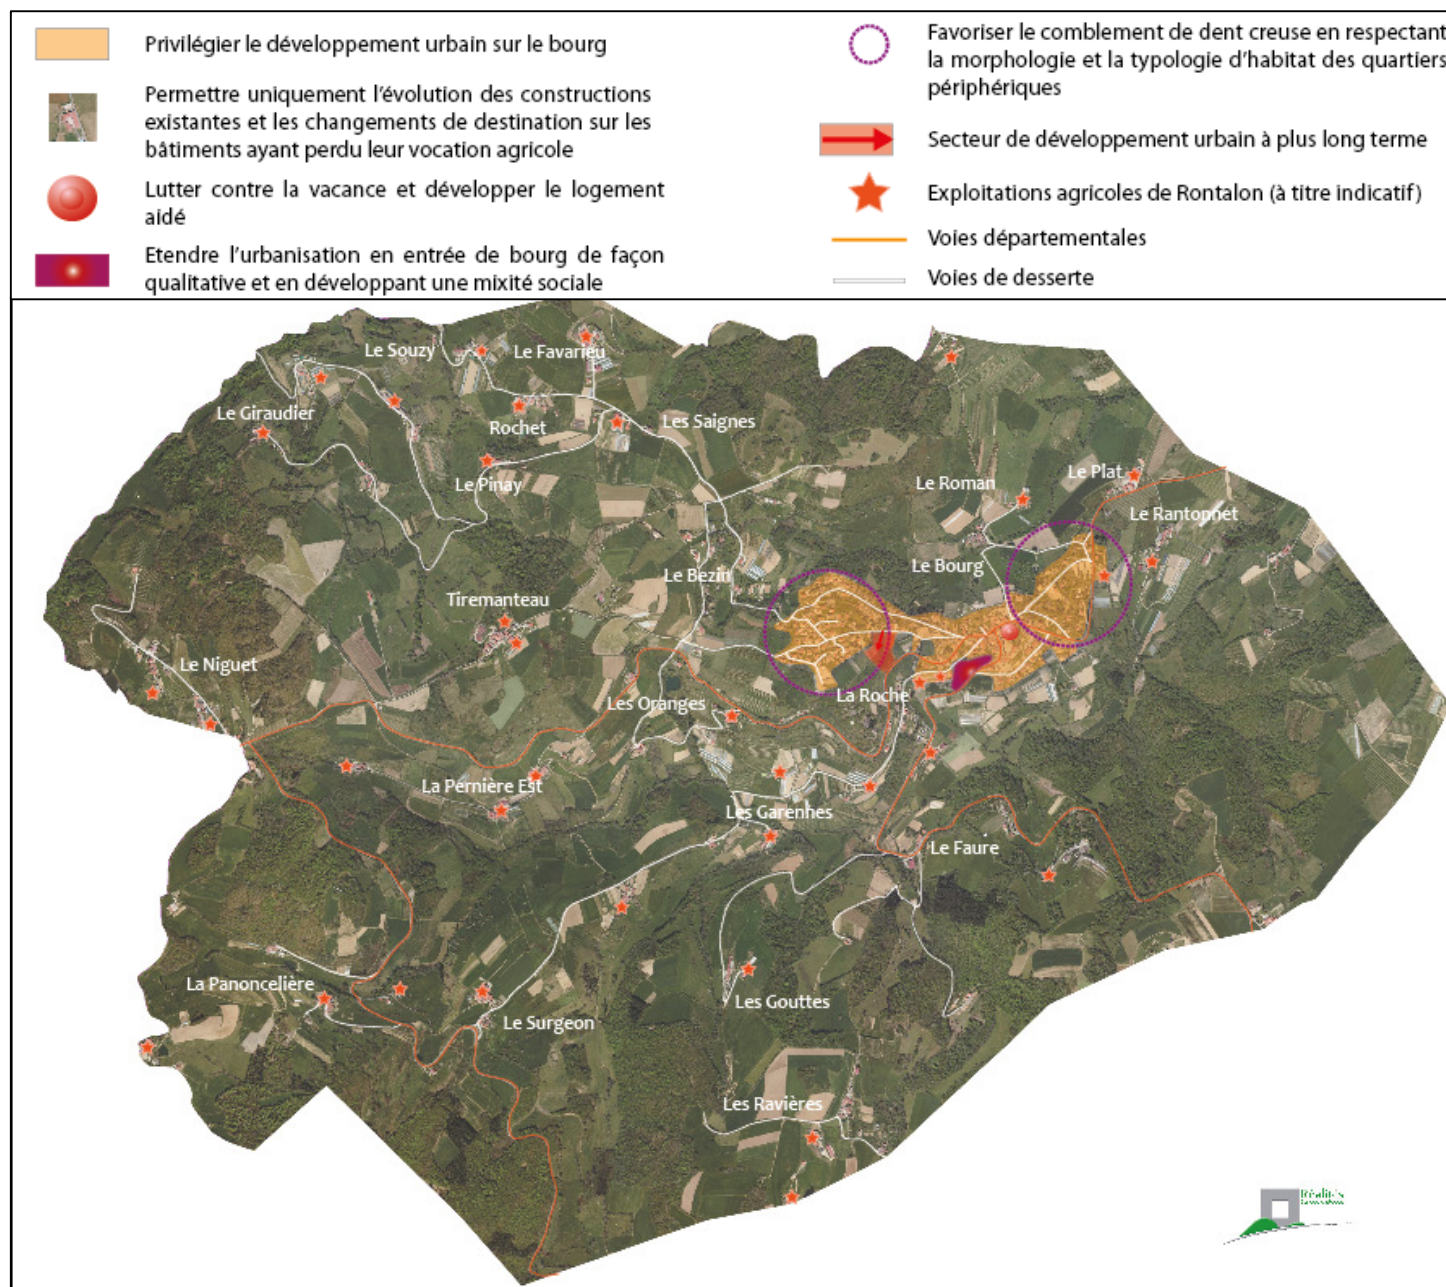 Privilégier le développement urbain sur le bourg
Permettre uniquement l'évolution des constructions
existantes et les changements de destination sur les
bâtiments ayant perdu leur vocation agricole
Lutter contre la vacance et développer le logement
aidé
Etendre l'urbanisation en entrée de bourg de façon
qualitative et en développant une mixité sociale
Favoriser le comblement de dent creuse en respectant
la morphologie et la typologie d'habitat des quartiers
périphériques
Secteur de développement urbain à plus long terme
Exploitations agricoles de Rontalon (à titre indicatif)
Voies départementales
Voies de desserte
Le Souzy
Le Favarieu
Le Giraudier
Rochet
Les Saignes
Le Pinay
Le Roman
Le Plat
Le Rantonnet
Le Bezin
Le Bourg
Tiremanteau
Le Niguet
Les Oranges
La Roche
La Pernière Est
Les Garenhes
Le Faure
La Panoncelière
Le Surgeon
Les Gouttes
Les Ravières
Réalités